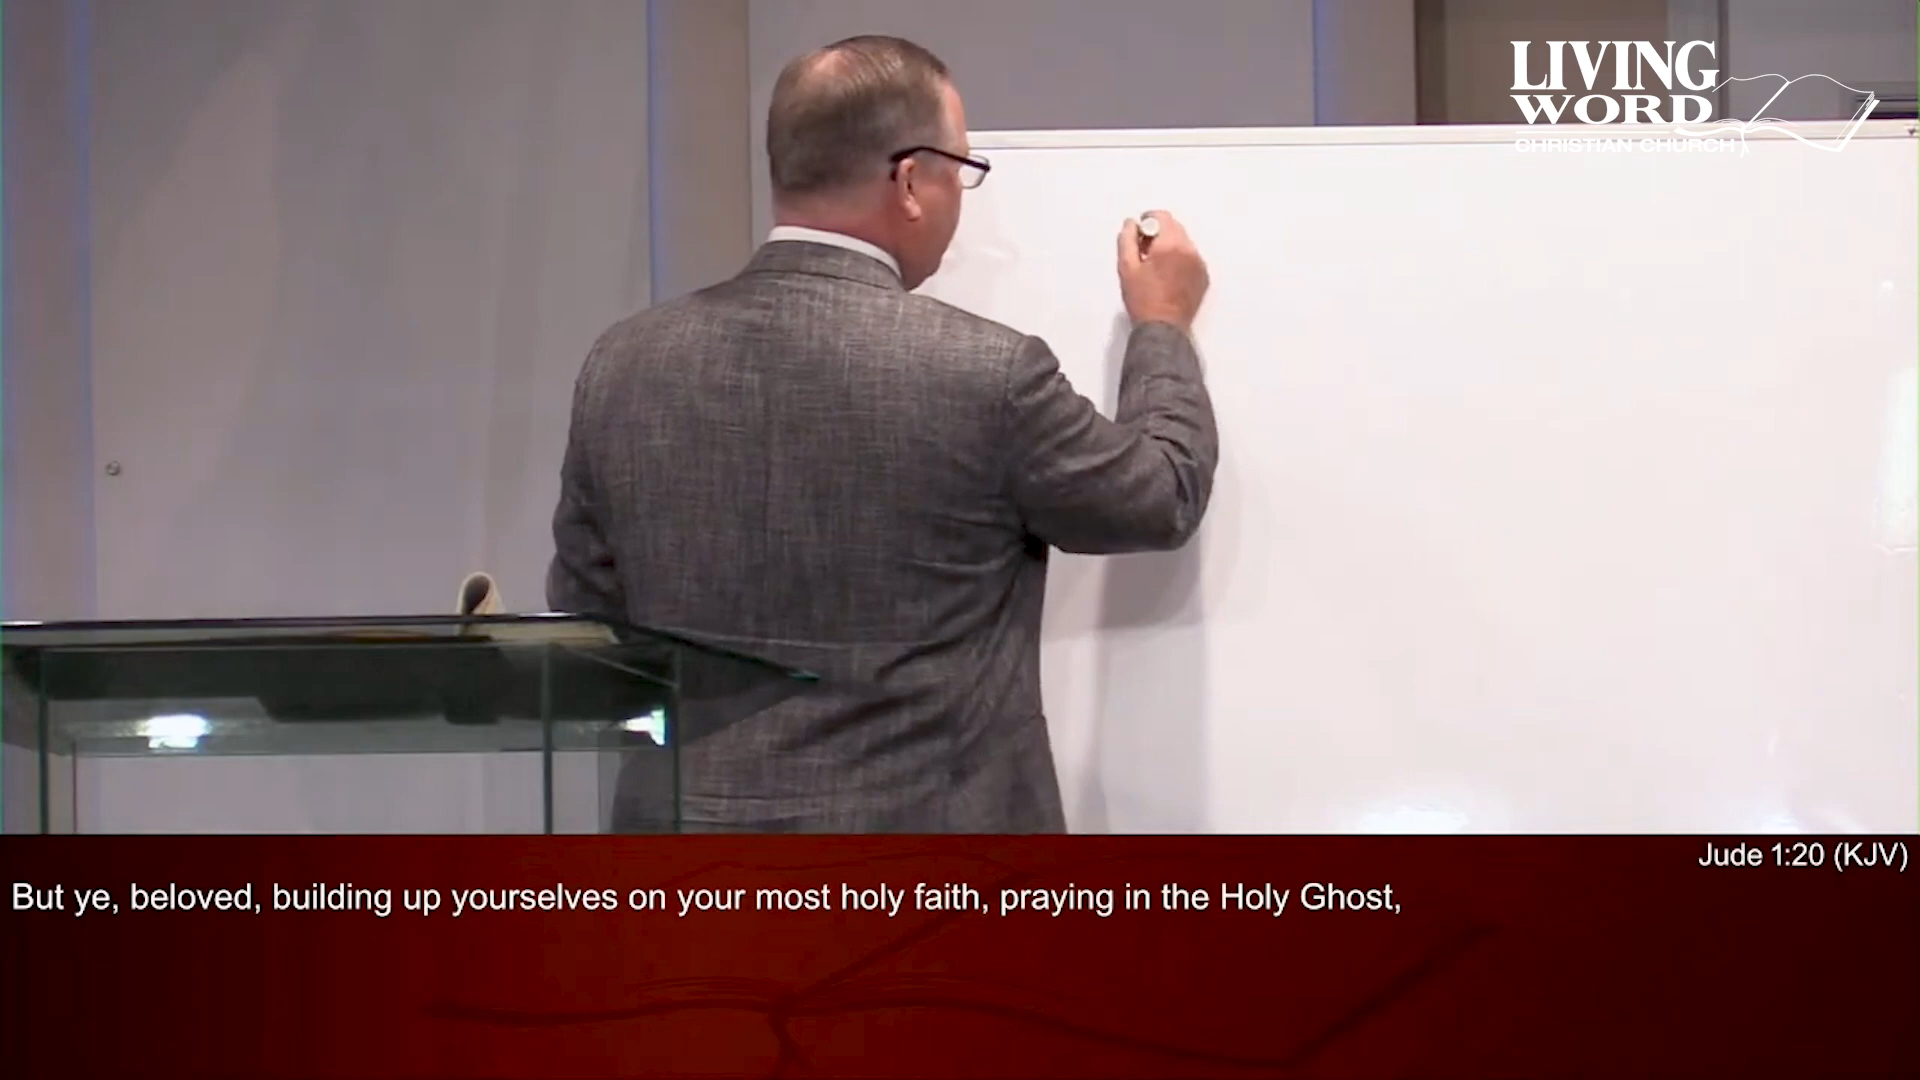 LIVING
WORD
CHRISTIAN CHURCH
Jude 1:20 (KJV)
But ye, beloved, building up yourselves on your most holy faith, praying in the Holy Ghost,